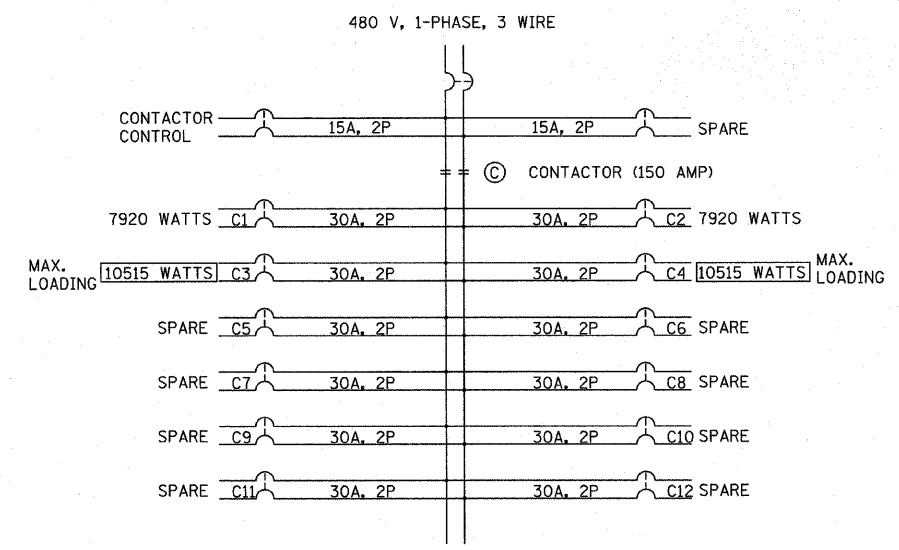 480 V, 1-PHASE, 3 WIRE
CONTACTOR
CONTROL
15A, 2P
15A, 2P
SPARE
C
CONTACTOR (150 AMP)
7920 WATTS C1 30A, 2P 30A, 2P C2 7920 WATTS
MAX.
LOADING
10515 WATTS C3 30A, 2P 30A, 2P C4 10515 WATTS
MAX.
LOADING
SPARE C5 30A, 2P 30A, 2P C6 SPARE
SPARE C7 30A, 2P 30A, 2P C8 SPARE
SPARE C9 30A, 2P 30A, 2P C10 SPARE
SPARE C11 30A, 2P 30A, 2P C12 SPARE